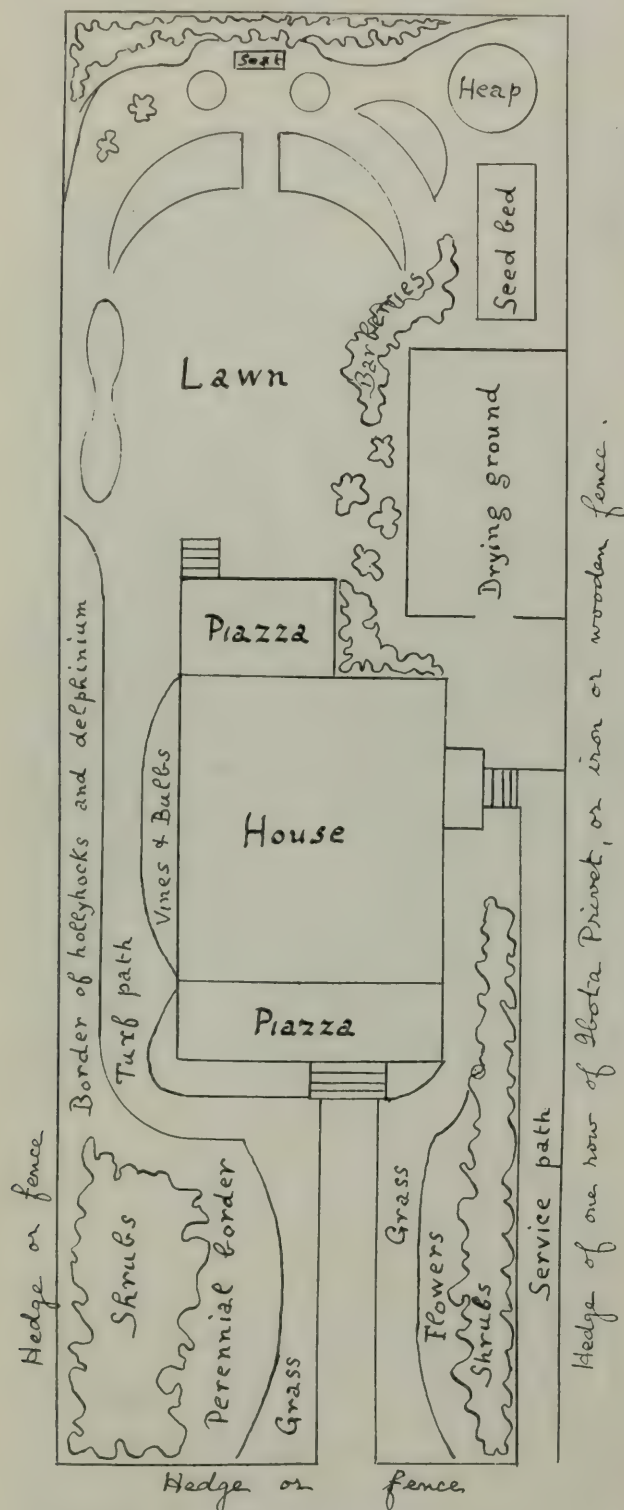 Seat
Heap
Seed bed
Barberries
Lawn
Drying ground
Piazza
Border of hollyhocks and delphinium
Vines & Bulbs
House
Turf path
Piazza
Hedge or fence
Shrubs
Perennial border
Grass
Grass
Flowers
Shrubs
Service path
Hedge of one row of Ibota Privet, or iron or wooden fence.
Hedge or fence